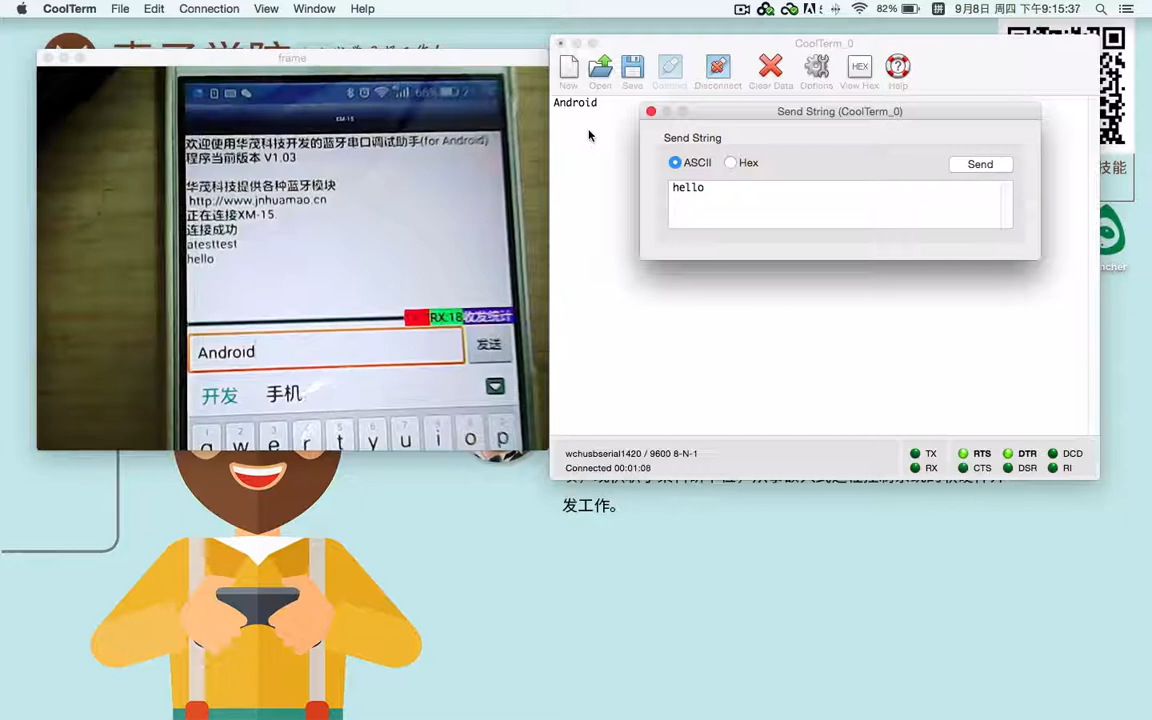 CoolTerm File Edit Connection View Window Help
82% 9月8日 周四 下午9:15:37
frame
XM-15
66%
欢迎使用华茂科技开发的蓝牙串口调试助手(for Android)
程序当前版本 V1.03
华茂科技提供各种蓝牙模块
http://www.jnhuamao.cn
正在连接XM-15.
连接成功
atesttest
hello
RX:18 收发统计
Android
发送
开发 手机
q w e r t y u i o p
CoolTerm_0
New Open Save Connect Disconnect Clear Data Options View Hex Help
HEX
Android
Send String (CoolTerm_0)
Send String
ASCII Hex
Send
hello
wchusbserial1420 / 9600 8-N-1
Connected 00:01:08
TX RTS DTR DCD
RX CTS DSR RI
技能
ncher
发工作。